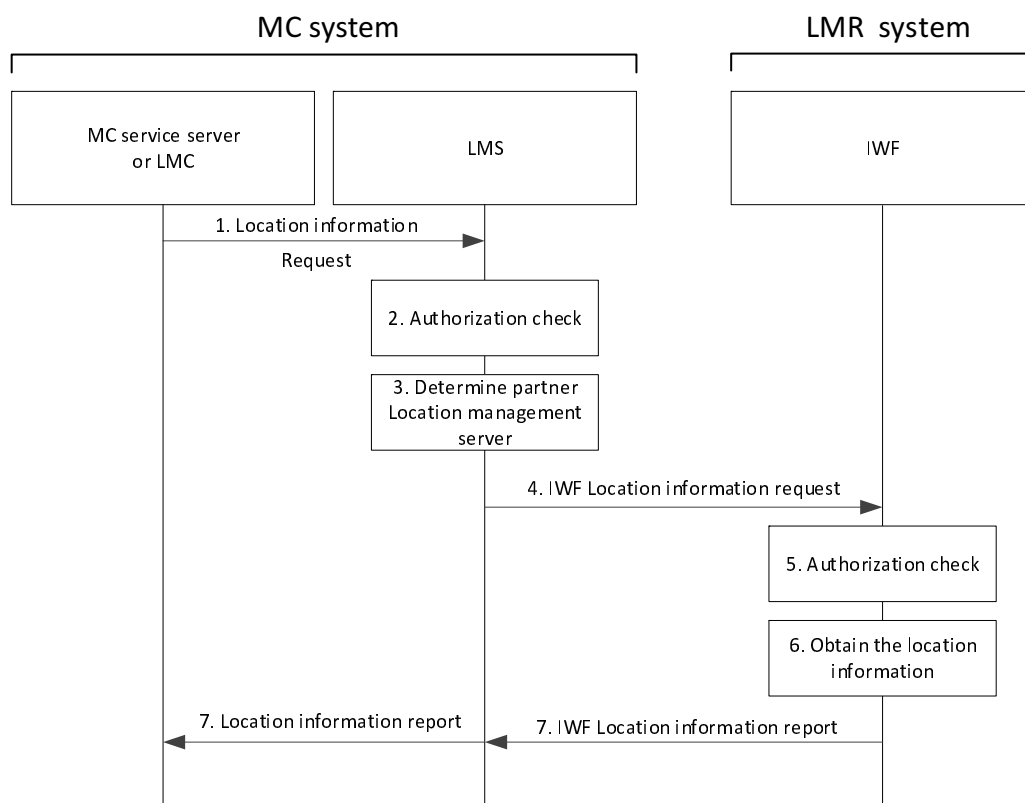 MC system
LMR system
MC service server
or LMC
LMS
IWF
1. Location information
Request
2. Authorization check
3. Determine partner
Location management
server
4. IWF Location information request
5. Authorization check
6. Obtain the location
information
7. Location information report
7. IWF Location information report